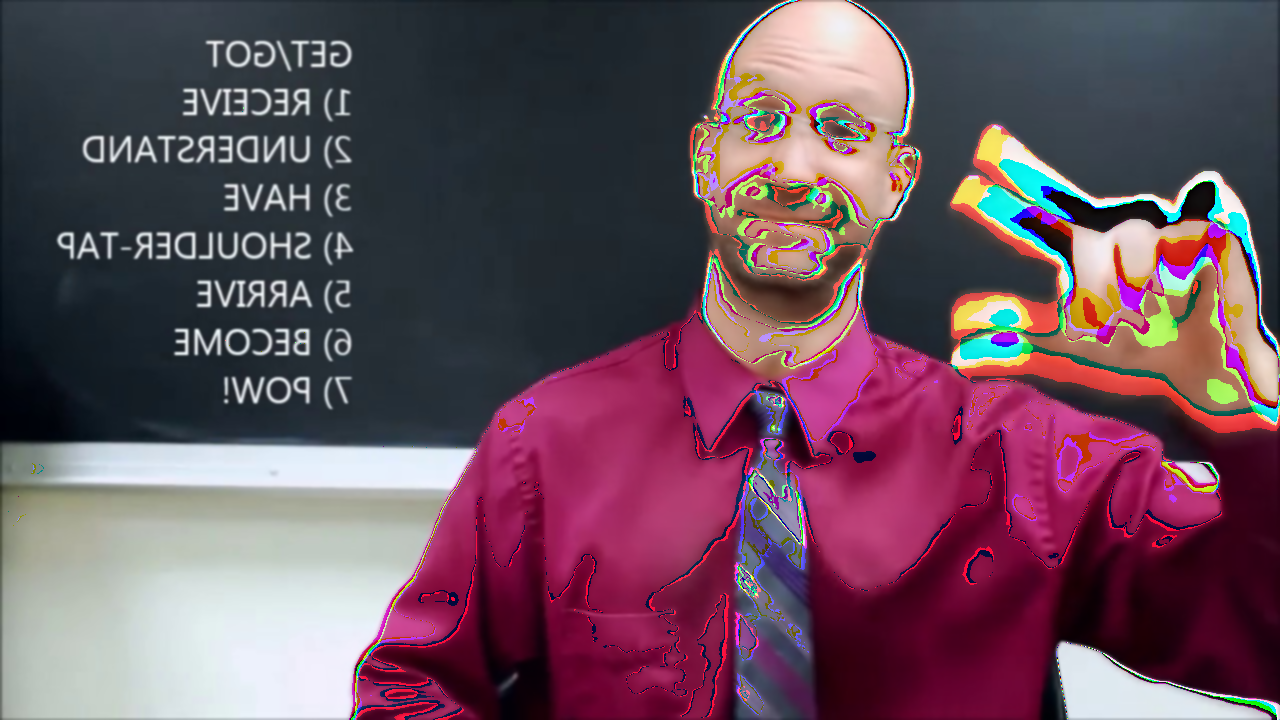 GET/GOT
1) RECEIVE
2) UNDERSTAND
3) HAVE
4) SHOULDER-TAP
5) ARRIVE
6) BECOME
7) POW!